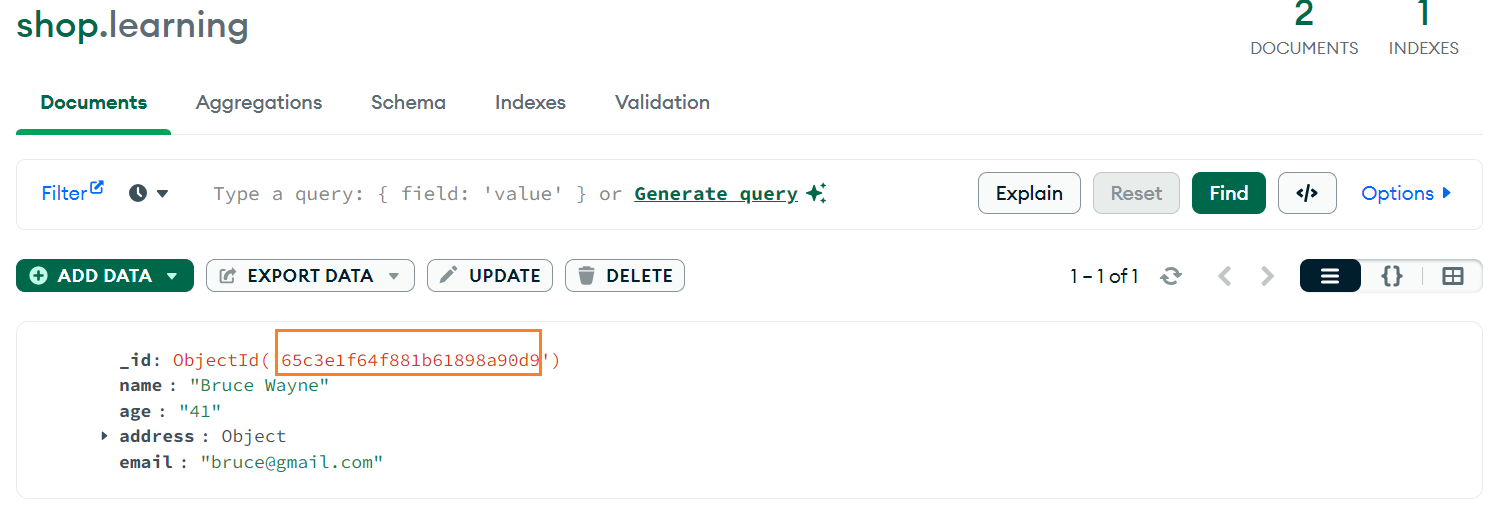 shop.learning
2 1
DOCUMENTS INDEXES
Documents Aggregations Schema Indexes Validation
Filter Type a query: { field: 'value' } or Generate query Explain Reset Find </> Options
ADD DATA EXPORT DATA UPDATE DELETE 1 – 1 of 1 {}
_id: ObjectId('65c3e1f64f881b61898a90d9')
name : "Bruce Wayne"
age : "41"
address : Object
email : "bruce@gmail.com"